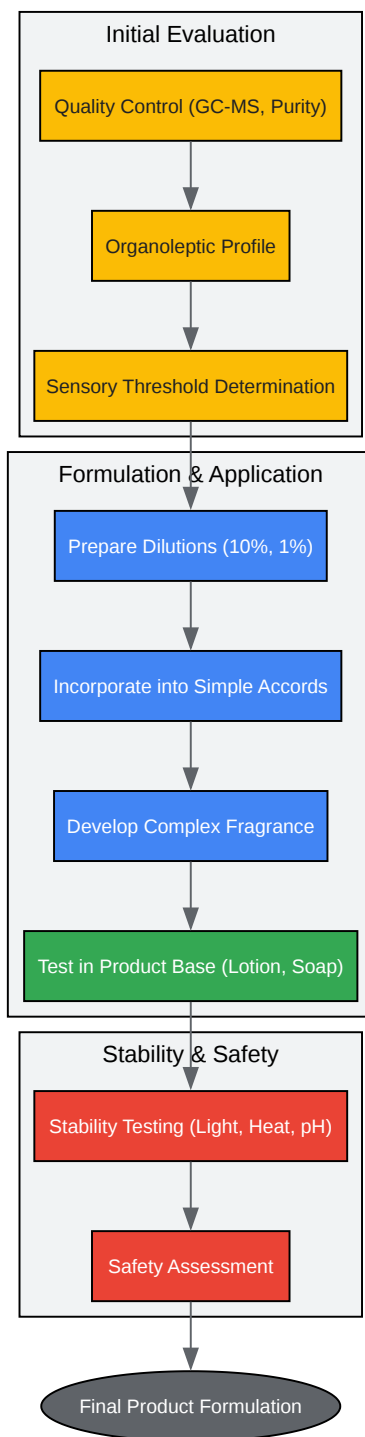 Initial Evaluation
Quality Control (GC-MS, Purity)
Organoleptic Profile
Sensory Threshold Determination
Formulation & Application
Prepare Dilutions (10%, 1%)
Incorporate into Simple Accords
Develop Complex Fragrance
Test in Product Base (Lotion, Soap)
Stability & Safety
Stability Testing (Light, Heat, pH)
Safety Assessment
Final Product Formulation